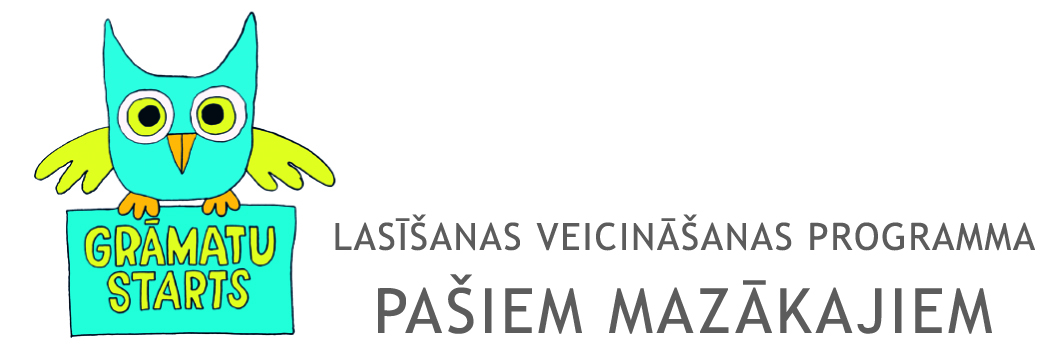 GRĀMATU
STARTS
LASĪŠANAS VEICINĀŠANAS PROGRAMMA
PAŠIEM MAZĀKAJIEM